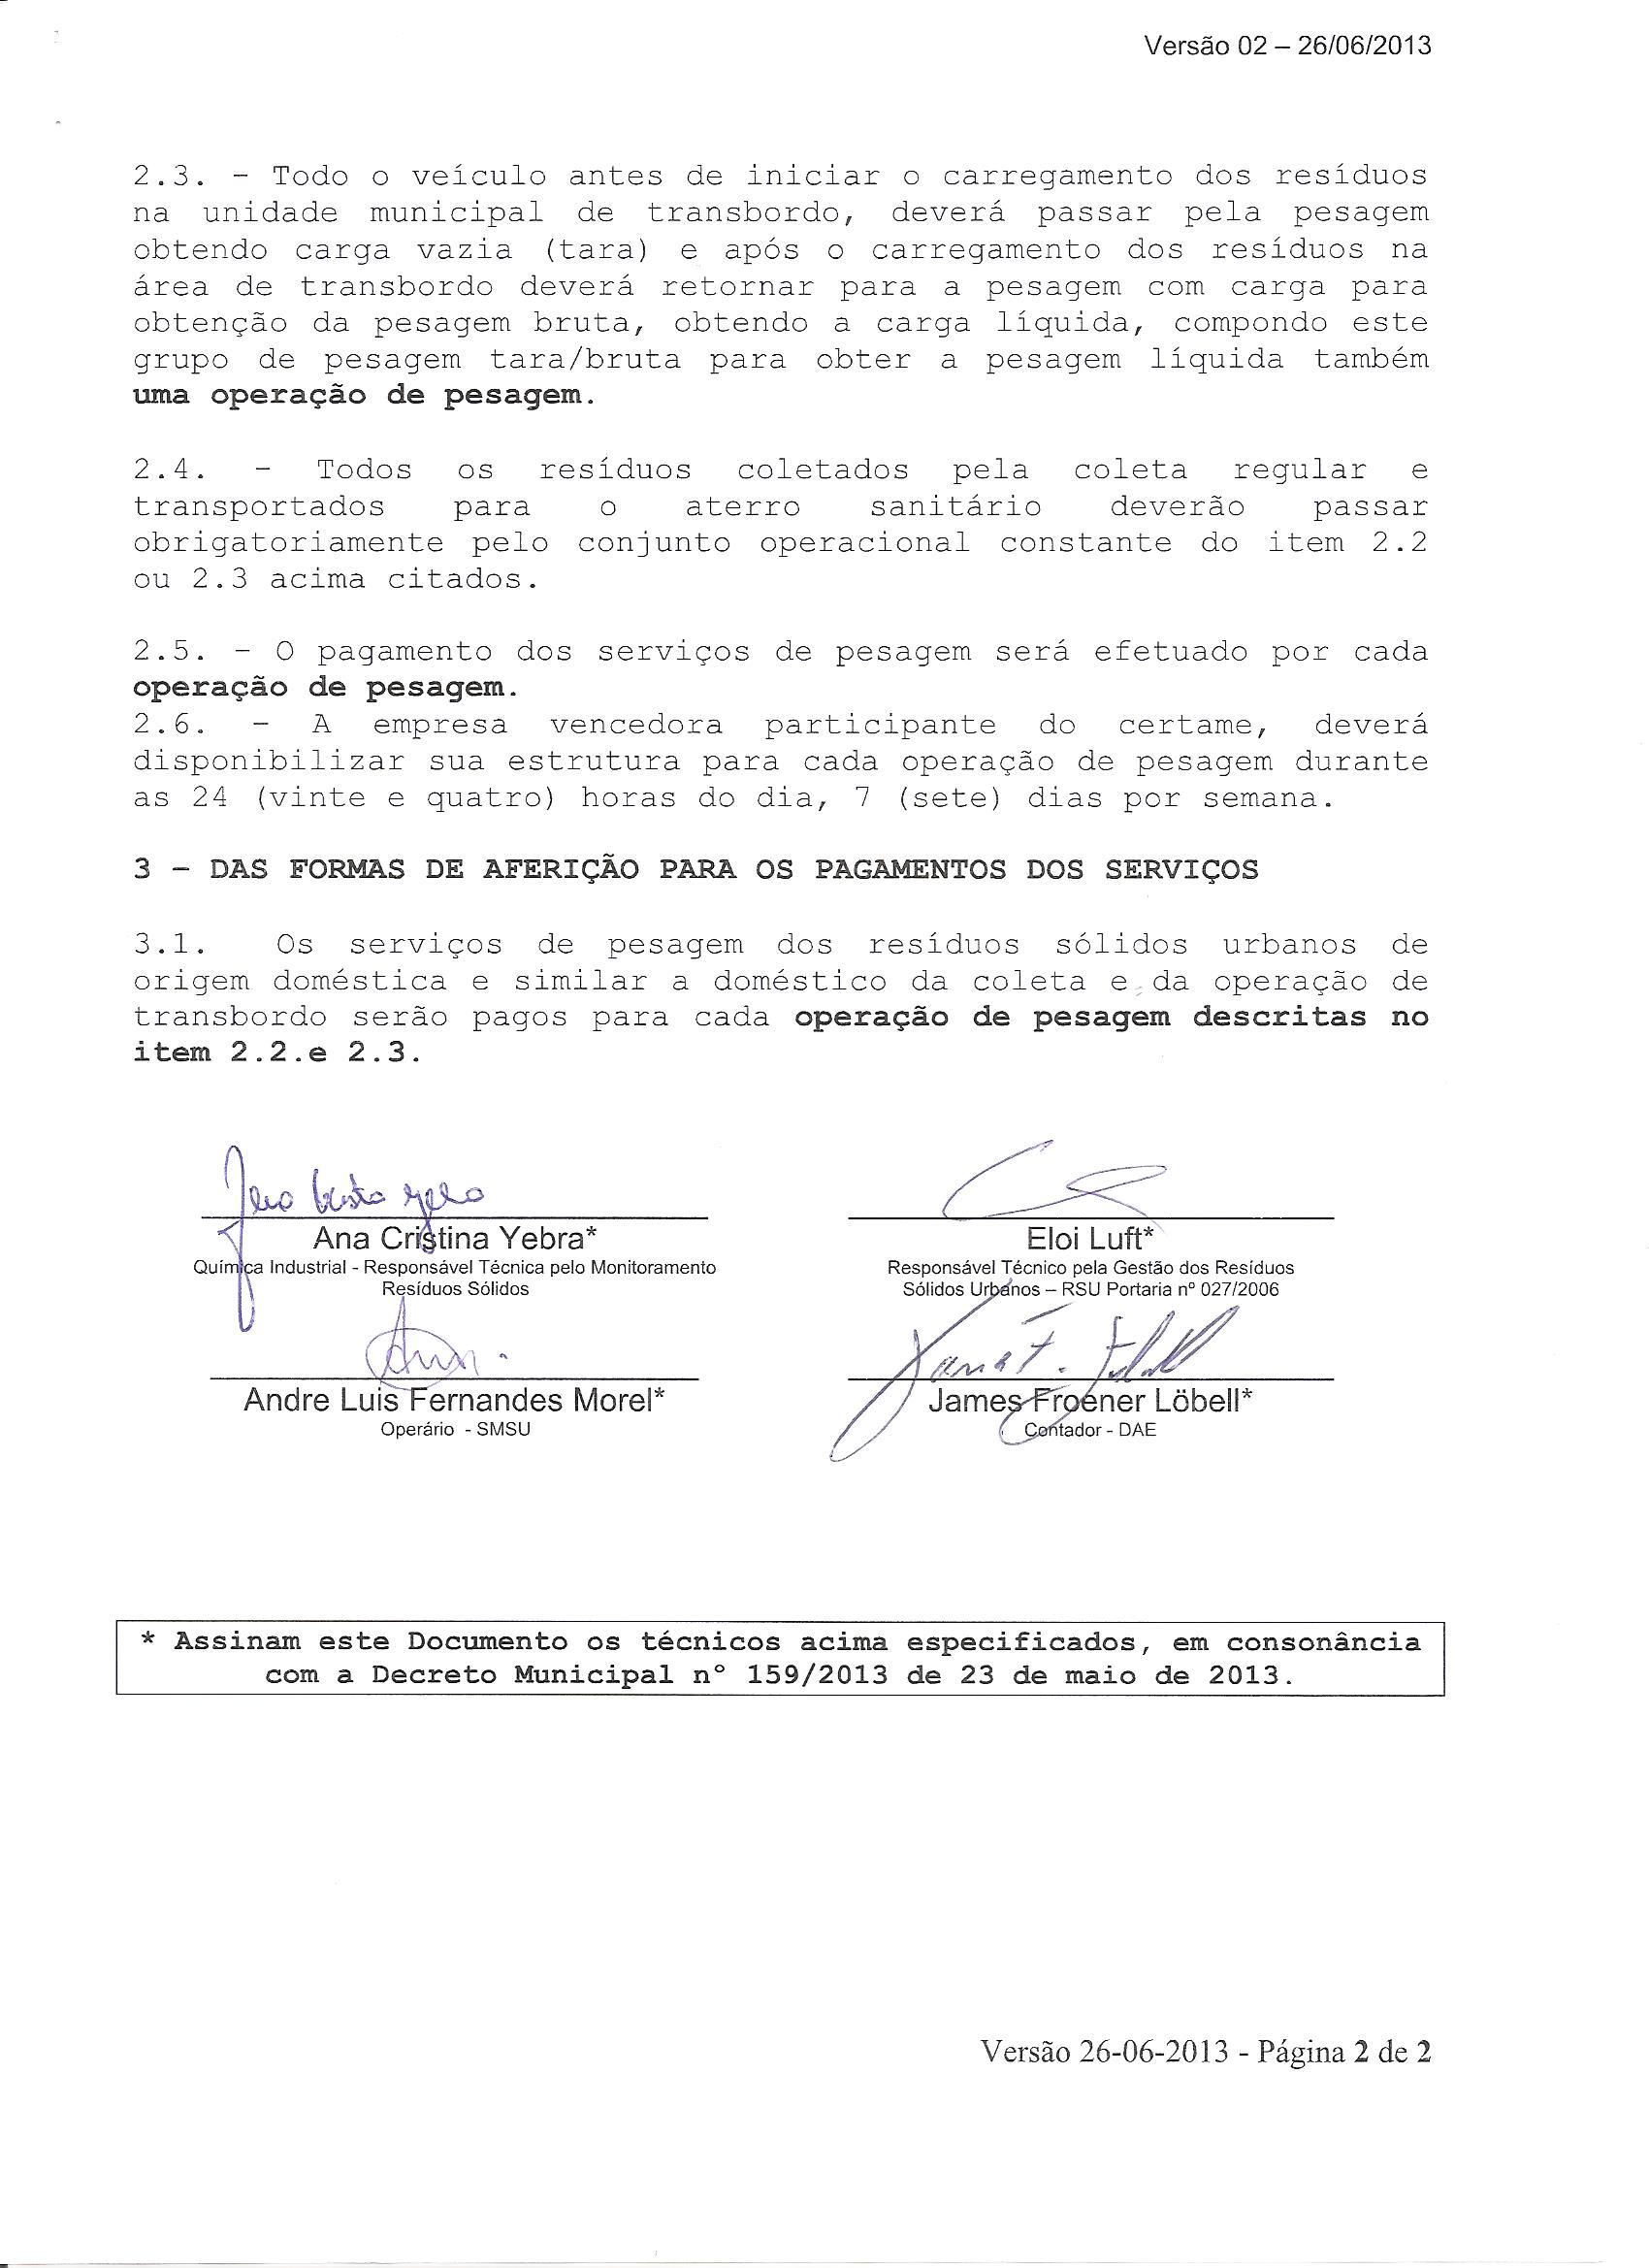 Versão 02 – 26/06/2013
2.3. - Todo o veículo antes de iniciar o carregamento dos resíduos
na unidade municipal de transbordo, deverá passar pela pesagem
obtendo carga vazia (tara) e após o carregamento dos resíduos na
área de transbordo deverá retornar para a pesagem com carga para
obtenção da pesagem bruta, obtendo a carga líquida, compondo este
grupo de pesagem tara/bruta para obter a pesagem líquida também
uma operação de pesagem.
2.4. - Todos os resíduos coletados pela coleta regular e
transportados para o aterro sanitário deverão passar
obrigatoriamente pelo conjunto operacional constante do item 2.2
ou 2.3 acima citados.
2.5. - O pagamento dos serviços de pesagem será efetuado por cada
operação de pesagem.
2.6. - A empresa vencedora participante do certame, deverá
disponibilizar sua estrutura para cada operação de pesagem durante
as 24 (vinte e quatro) horas do dia, 7 (sete) dias por semana.
3 - DAS FORMAS DE AFERIÇÃO PARA OS PAGAMENTOS DOS SERVIÇOS
3.1. Os serviços de pesagem dos resíduos sólidos urbanos de
origem doméstica e similar a doméstico da coleta e da operação de
transbordo serão pagos para cada operação de pesagem descritas no
item 2.2.e 2.3.
Ana Cristina Yebra*
Química Industrial - Responsável Técnica pelo Monitoramento
Resíduos Sólidos
Eloi Luft*
Responsável Técnico pela Gestão dos Resíduos
Sólidos Urbanos – RSU Portaria nº 027/2006
Andre Luis Fernandes Morel*
Operário - SMSU
James Froener Löbell*
Contador - DAE
* Assinam este Documento os técnicos acima especificados, em consonância
com a Decreto Municipal n° 159/2013 de 23 de maio de 2013.
Versão 26-06-2013 - Página 2 de 2